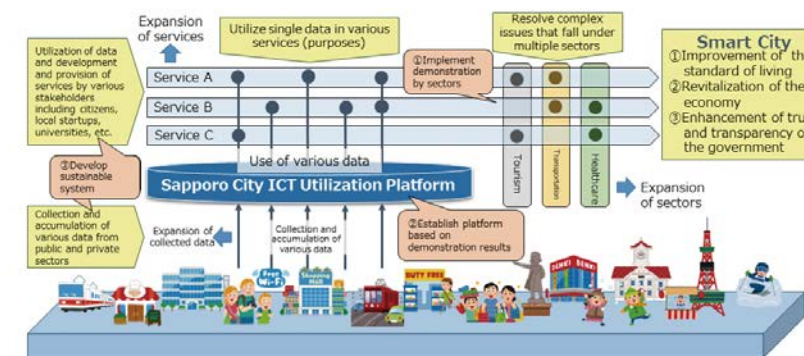 Expansion
of services
Utilize single data in various
services (purposes)
Resolve complex
issues that fall under
multiple sectors
Utilization of data
and development
and provision of
services by various
stakeholders
including citizens,
local startups,
universities, etc.
Service A
Service B
Service C
①Implement
demonstration
by sectors
Smart City
①Improvement of th
standard of living
②Revitalization of the
economy
③Enhancement of tru
and transparency o
the government
Use of various data
Sapporo City ICT Utilization Platform
Tourism
Transportation
Healthcare
Expansion
of sectors
③Develop
sustainable
system
Collection and
accumulation of
various data from
public and private
sectors
Expansion of
collected data
Collection and
accumulation of
various data
②Establish platform
based on
demonstration results
Free
Wi-Fi
Shopping
Mall
DUTY FREE
DENKI DENKI